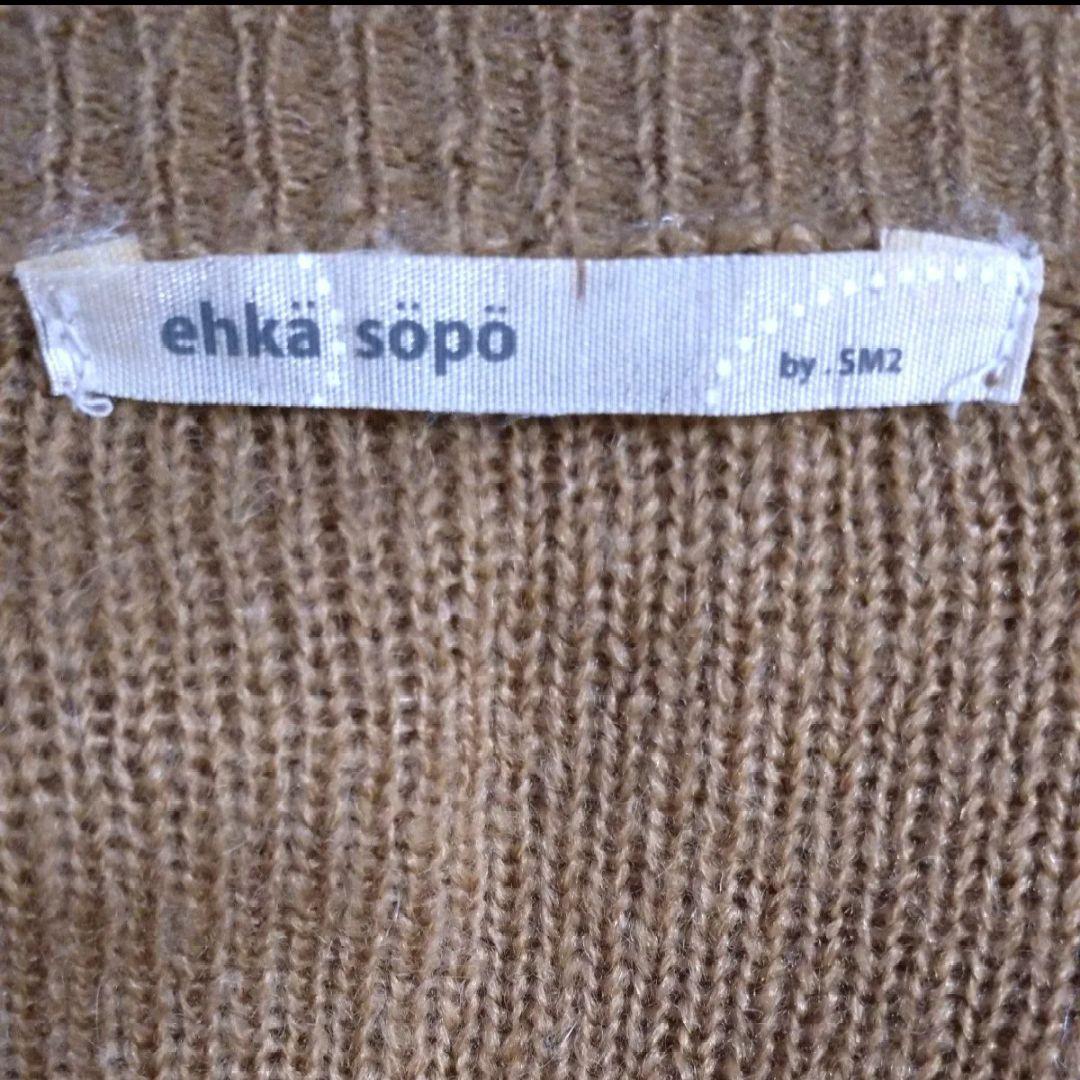 ehkä söpö
by . SM2